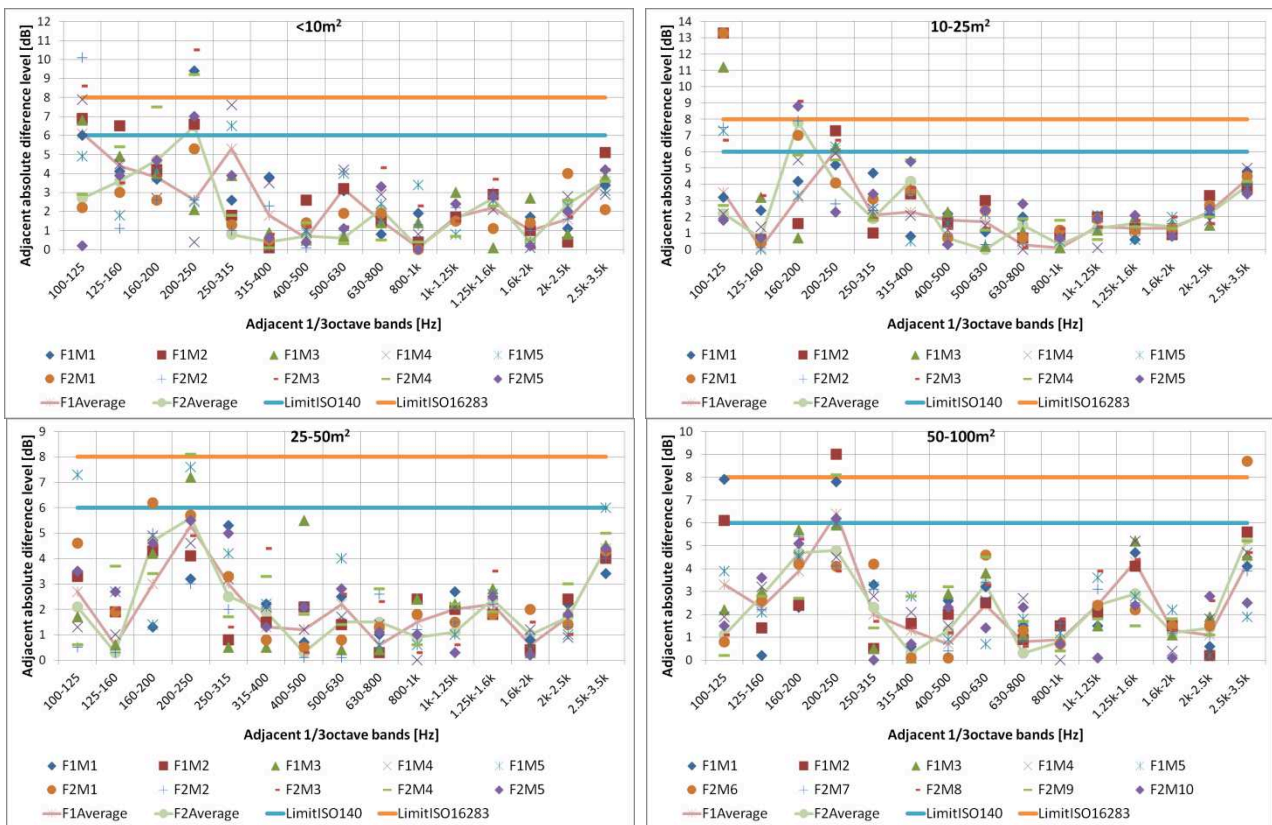 <10m²
Adjacent absolute difference level [dB]
12
11
10
9
8
7
6
5
4
3
2
1
0
100-125
125-160
160-200
200-250
250-315
315-400
400-500
500-630
630-800
800-1k
1k-1.25k
1.25k-1.6k
1.6k-2k
2k-2.5k
2.5k-3.5k
Adjacent 1/3octave bands [Hz]
F1M1 F1M2 F1M3 F1M4 F1M5
F2M1 F2M2 F2M3 F2M4 F2M5
F1Average F2Average LimitISO140 LimitISO16283
10-25m²
Adjacent absolute difference level [dB]
14
13
12
11
10
9
8
7
6
5
4
3
2
1
0
100-125
125-160
160-200
200-250
250-315
315-400
400-500
500-630
630-800
800-1k
1k-1.25k
1.25k-1.6k
1.6k-2k
2k-2.5k
2.5k-3.5k
Adjacent 1/3octave bands [Hz]
F1M1 F1M2 F1M3 F1M4 F1M5
F2M1 F2M2 F2M3 F2M4 F2M5
F1Average F2Average LimitISO140 LimitISO16283
25-50m²
Adjacent absolute difference level [dB]
9
8
7
6
5
4
3
2
1
0
100-125
125-160
160-200
200-250
250-315
315-400
400-500
500-630
630-800
800-1k
1k-1.25k
1.25k-1.6k
1.6k-2k
2k-2.5k
2.5k-3.5k
Adjacent 1/3octave bands [Hz]
F1M1 F1M2 F1M3 F1M4 F1M5
F2M1 F2M2 F2M3 F2M4 F2M5
F1Average F2Average LimitISO140 LimitISO16283
50-100m²
Adjacent absolute difference level [dB]
10
9
8
7
6
5
4
3
2
1
0
100-125
125-160
160-200
200-250
250-315
315-400
400-500
500-630
630-800
800-1k
1k-1.25k
1.25k-1.6k
1.6k-2k
2k-2.5k
2.5k-3.5k
Adjacent 1/3octave bands [Hz]
F1M1 F1M2 F1M3 F1M4 F1M5
F2M6 F2M7 F2M8 F2M9 F2M10
F1Average F2Average LimitISO140 LimitISO16283